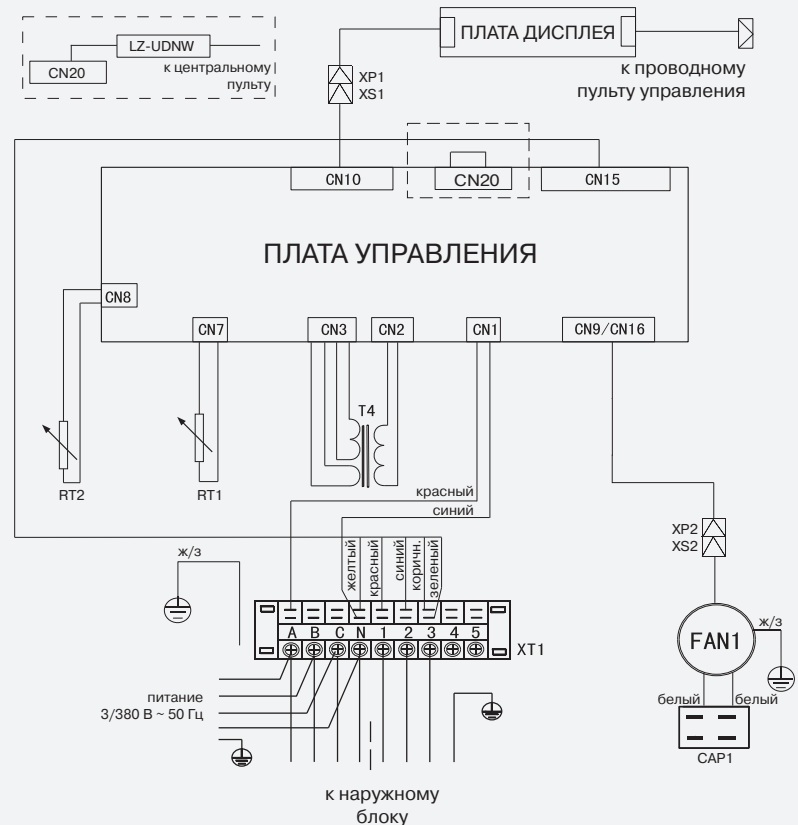 LZ-UDNW
CN20
к центральному
пульту
ПЛАТА ДИСПЛЕЯ
к проводному
пульту управления
XP1
XS1
CN10
CN20
CN15
ПЛАТА УПРАВЛЕНИЯ
CN8
CN7
CN3
CN2
CN1
CN9/CN16
T4
RT2
RT1
красный
синий
ж/з
желтый
красный
синий
коричн.
зеленый
XP2
XS2
A B C N 1 2 3 4 5
XT1
FAN1
ж/з
питание
3/380 В ~ 50 Гц
белый
белый
CAP1
к наружному
блоку